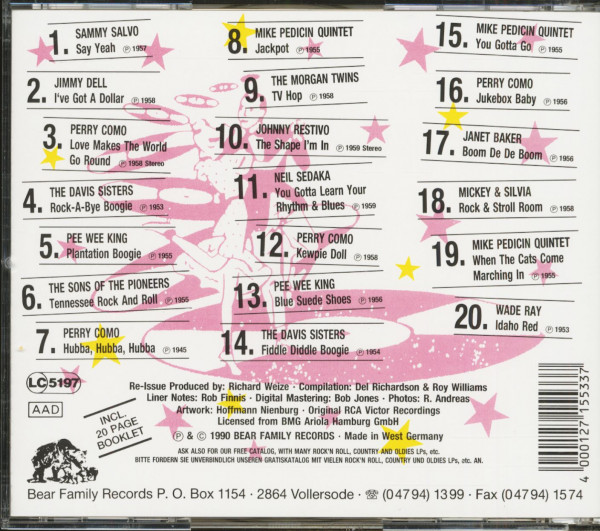 1. SAMMY SALVO
Say Yeah ℗ 1957
2. JIMMY DELL
I've Got A Dollar ℗ 1958
3. PERRY COMO
Love Makes The World
Go Round ℗ 1958 Stereo
4. THE DAVIS SISTERS
Rock-A-Bye Boogie ℗ 1953
5. PEE WEE KING
Plantation Boogie ℗ 1955
6. THE SONS OF THE PIONEERS
Tennessee Rock And Roll ℗ 1955
7. PERRY COMO
Hubba, Hubba, Hubba ℗ 1945
8. MIKE PEDICIN QUINTET
Jackpot ℗ 1955
9. THE MORGAN TWINS
TV Hop ℗ 1958
10. JOHNNY RESTIVO
The Shape I'm In ℗ 1959 Stereo
11. NEIL SEDAKA
You Gotta Learn Your
Rhythm & Blues ℗ 1959
12. PERRY COMO
Kewpie Doll ℗ 1958
13. PEE WEE KING
Blue Suede Shoes ℗ 1956
14. THE DAVIS SISTERS
Fiddle Diddle Boogie ℗ 1954
15. MIKE PEDICIN QUINTET
You Gotta Go ℗ 1955
16. PERRY COMO
Jukebox Baby ℗ 1956
17. JANET BAKER
Boom De De Boom ℗ 1956
18. MICKEY & SILVIA
Rock & Stroll Room ℗ 1958
19. MIKE PEDICIN QUINTET
When The Cats Come
Marching In ℗ 1955
20. WADE RAY
Idaho Red ℗ 1953
LC 5197
AAD
INCL.
20 PAGE
BOOKLET
Re-Issue Produced by: Richard Weize · Compilation: Del Richardson & Roy Williams
Liner Notes: Rob Finnis · Digital Mastering: Bob Jones · Photos: R. Andreas
Artwork: Hoffmann Nienburg · Original RCA Victor Recordings
Licensed from BMG Ariola Hamburg GmbH
℗ & © 1990 BEAR FAMILY RECORDS · Made in West Germany
ASK ALSO FOR OUR FREE CATALOG, WITH MANY ROCK'N ROLL, COUNTRY AND OLDIES LPs, etc.
BITTE FORDERN SIE UNVERBINDLICH UNSEREN GRATISKATALOG MIT VIELEN ROCK'N ROLL, COUNTRY UND OLDIES LPs, etc. AN.
Bear Family Records P. O. Box 1154 · 2864 Vollersode · ☏ (04794) 1399 · Fax (04794) 1574
4 000127 155337